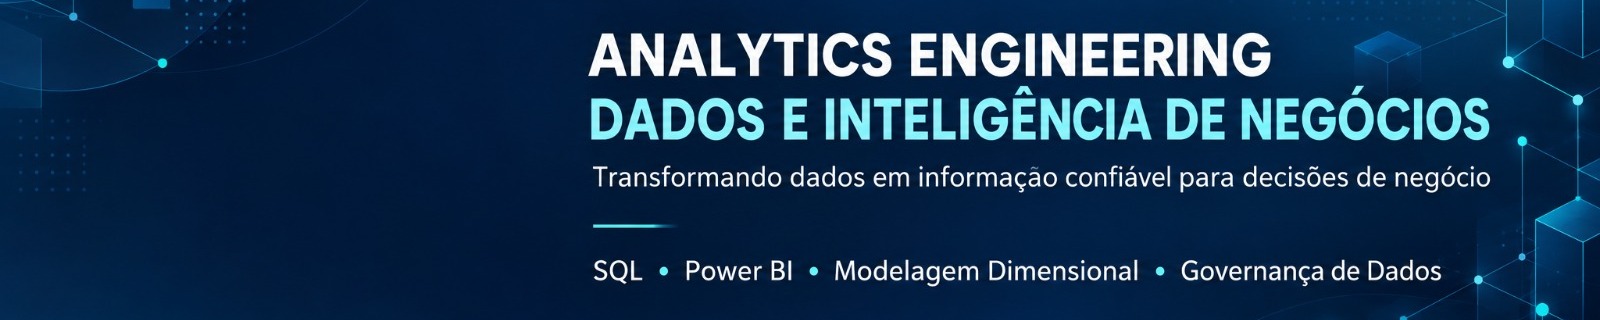 ANALYTICS ENGINEERING
DADOS E INTELIGÊNCIA DE NEGÓCIOS
Transformando dados em informação confiável para decisões de negócio
SQL • Power BI • Modelagem Dimensional • Governança de Dados